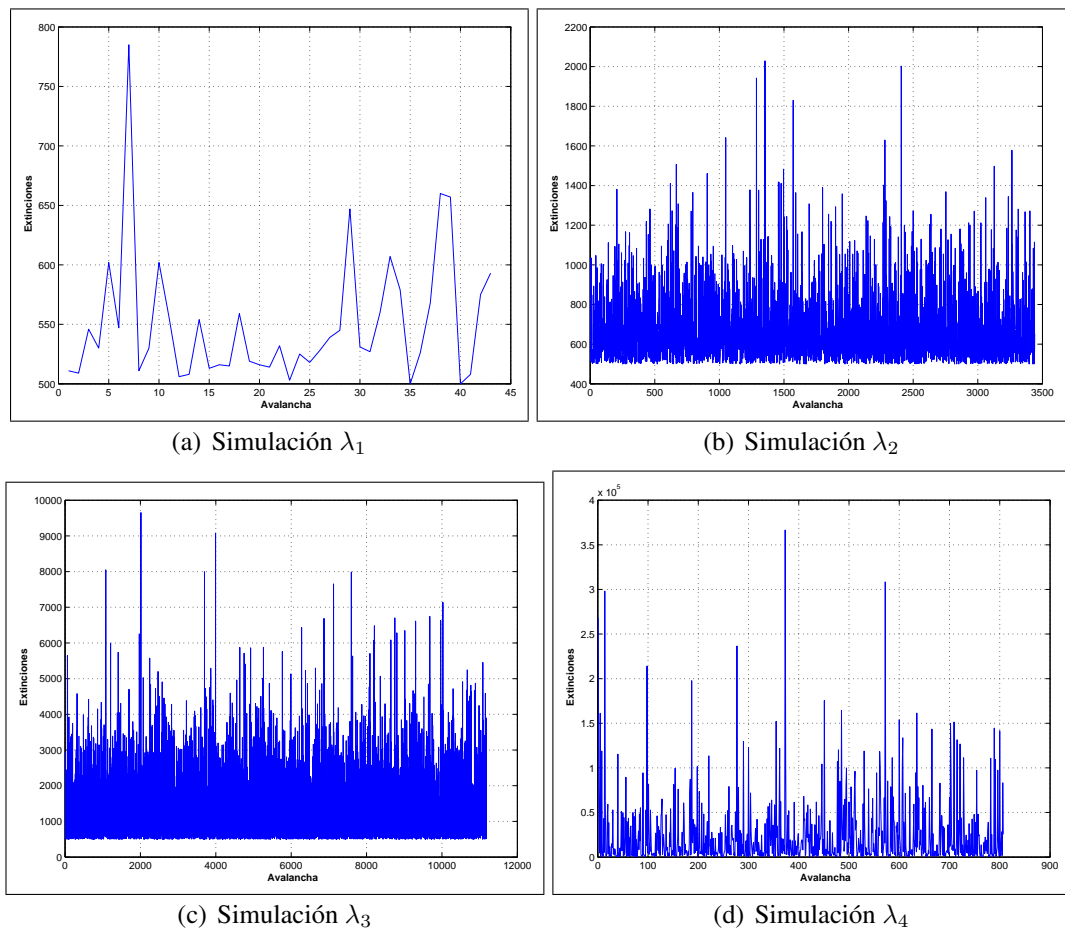 800
750
700
650
600
550
500
0 5 10 15 20 25 30 35 40 45
Extinciones
Avalancha
(a) Simulación λ₁
2200
2000
1800
1600
1400
1200
1000
800
600
400
0 500 1000 1500 2000 2500 3000 3500
Extinciones
Avalancha
(b) Simulación λ₂
10000
9000
8000
7000
6000
5000
4000
3000
2000
1000
0
0 2000 4000 6000 8000 10000 12000
Extinciones
Avalancha
(c) Simulación λ₃
x 10⁵
4
3.5
3
2.5
2
1.5
1
0.5
0
0 100 200 300 400 500 600 700 800 900
Extinciones
Avalancha
(d) Simulación λ₄